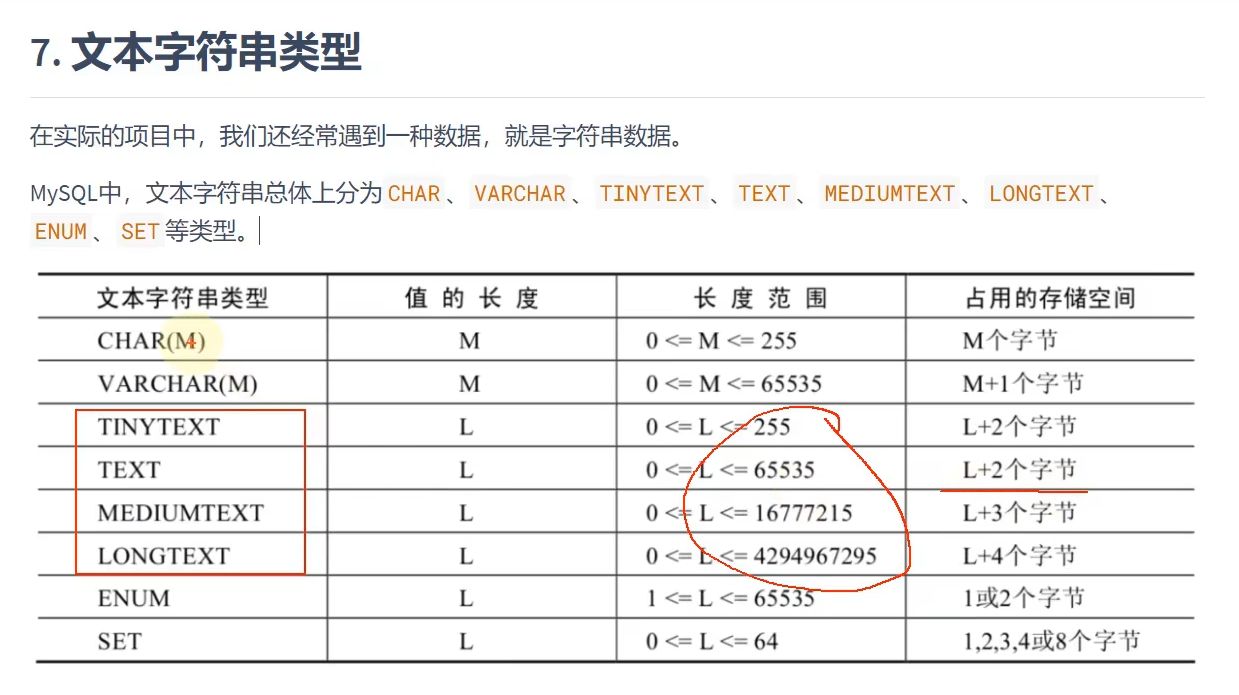 7. 文本字符串类型
在实际的项目中，我们还经常遇到一种数据，就是字符串数据。
MySQL中，文本字符串总体上分为 CHAR 、 VARCHAR 、 TINYTEXT 、 TEXT 、 MEDIUMTEXT 、 LONGTEXT 、
ENUM 、 SET 等类型。
文本字符串类型 值的长度 长度范围 占用的存储空间
CHAR(M) M 0 <= M <= 255 M个字节
VARCHAR(M) M 0 <= M <= 65535 M+1个字节
TINYTEXT L 0 <= L <= 255 L+2个字节
TEXT L 0 <= L <= 65535 L+2个字节
MEDIUMTEXT L 0 <= L <= 16777215 L+3个字节
LONGTEXT L 0 <= L <= 4294967295 L+4个字节
ENUM L 1 <= L <= 65535 1或2个字节
SET L 0 <= L <= 64 1,2,3,4或8个字节